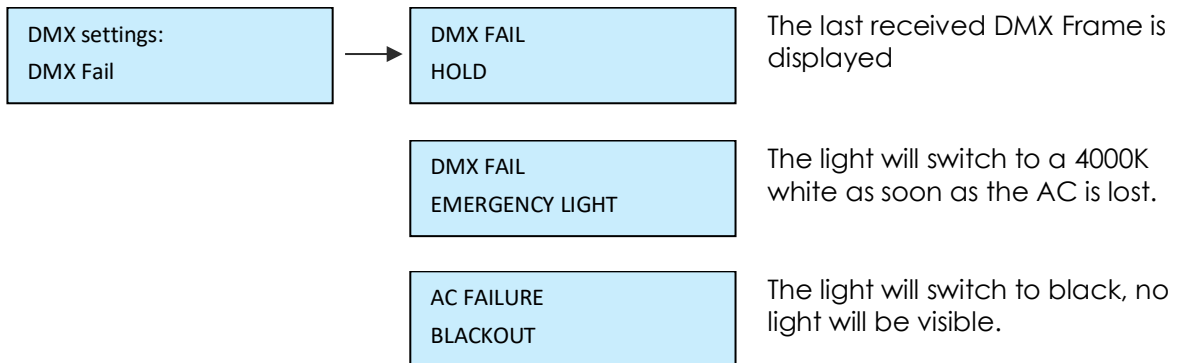 DMX settings:
DMX Fail
DMX FAIL
HOLD
The last received DMX Frame is
displayed
DMX FAIL
EMERGENCY LIGHT
The light will switch to a 4000K
white as soon as the AC is lost.
AC FAILURE
BLACKOUT
The light will switch to black, no
light will be visible.